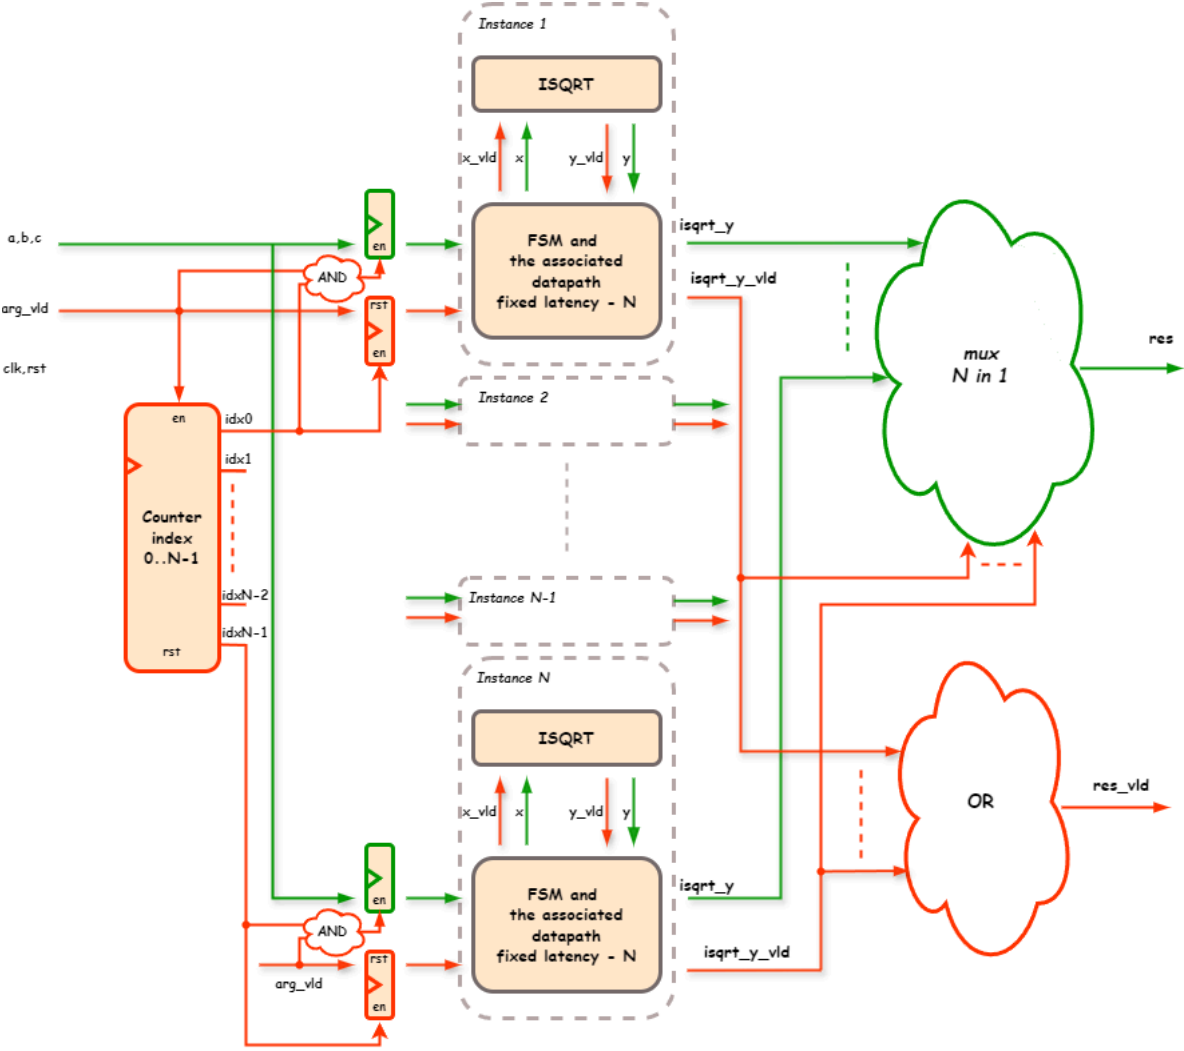 Instance 1
ISQRT
x_vld
x
y_vld
y
a,b,c
en
AND
arg_vld
rst
en
clk,rst
FSM and
the associated
datapath
fixed latency - N
isqrt_y
isqrt_y_vld
mux
N in 1
res
en
idx0
idx1
Counter
index
0..N-1
idxN-2
idxN-1
rst
Instance 2
Instance N-1
Instance N
ISQRT
x_vld
x
y_vld
y
OR
res_vld
en
AND
arg_vld
rst
en
FSM and
the associated
datapath
fixed latency - N
isqrt_y
isqrt_y_vld